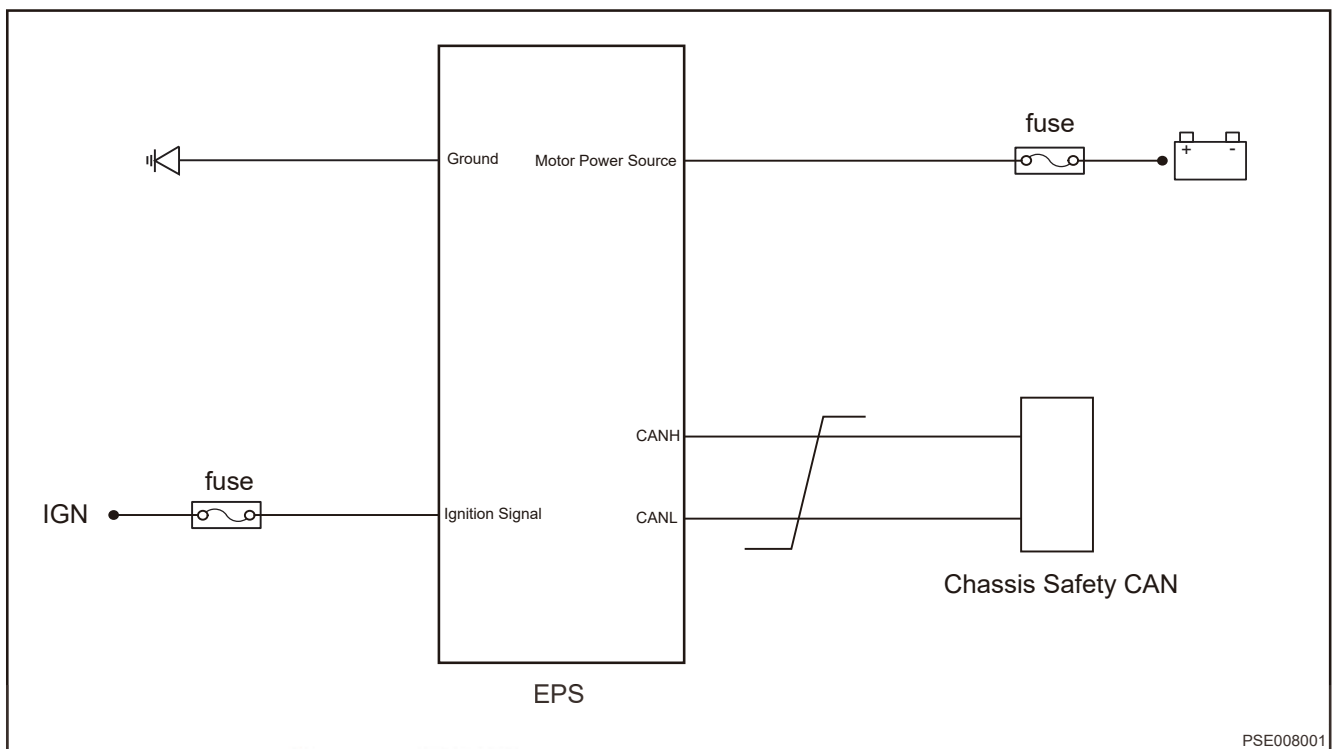 fuse
+ -
Ground
Motor Power Source
CANH
fuse
IGN
Ignition Signal
CANL
Chassis Safety CAN
EPS
PSE008001